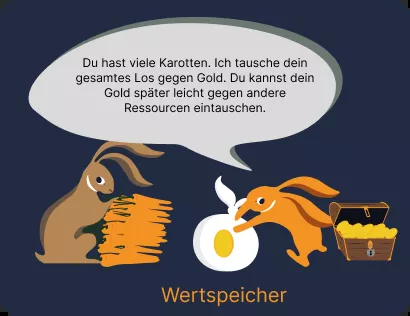 Du hast viele Karotten. Ich tausche dein
gesamtes Los gegen Gold. Du kannst dein
Gold später leicht gegen andere
Ressourcen eintauschen.
Wertspeicher